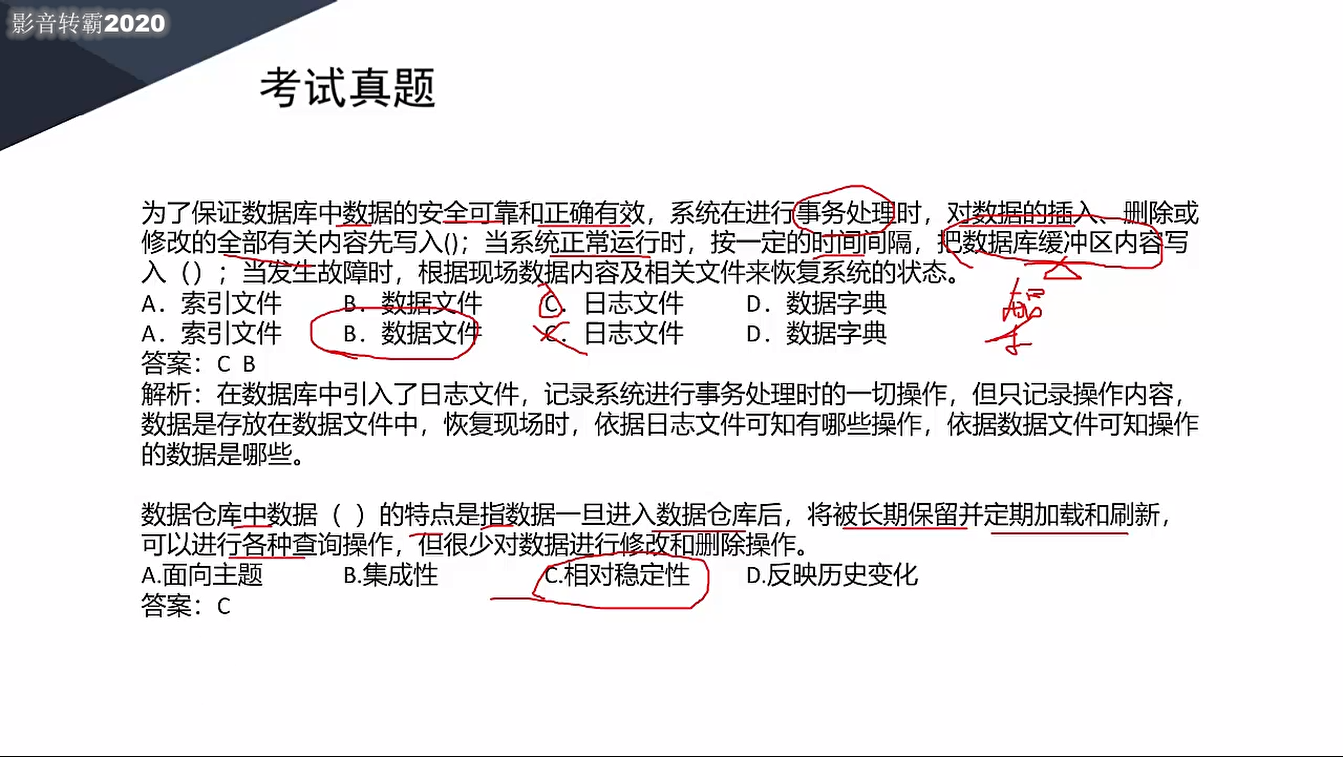 影音转霸2020
考试真题
为了保证数据库中数据的安全可靠和正确有效，系统在进行事务处理时，对数据的插入、删除或
修改的全部有关内容先写入()；当系统正常运行时，按一定的时间间隔，把数据库缓冲区内容写
入（ ）；当发生故障时，根据现场数据内容及相关文件来恢复系统的状态。
A．索引文件 B．数据文件 C．日志文件 D．数据字典
A．索引文件 B．数据文件 C．日志文件 D．数据字典
答案：C B
解析：在数据库中引入了日志文件，记录系统进行事务处理时的一切操作，但只记录操作内容，
数据是存放在数据文件中，恢复现场时，依据日志文件可知有哪些操作，依据数据文件可知操作
的数据是哪些。
数据仓库中数据（ ）的特点是指数据一旦进入数据仓库后，将被长期保留并定期加载和刷新，
可以进行各种查询操作，但很少对数据进行修改和删除操作。
A.面向主题 B.集成性 C.相对稳定性 D.反映历史变化
答案：C